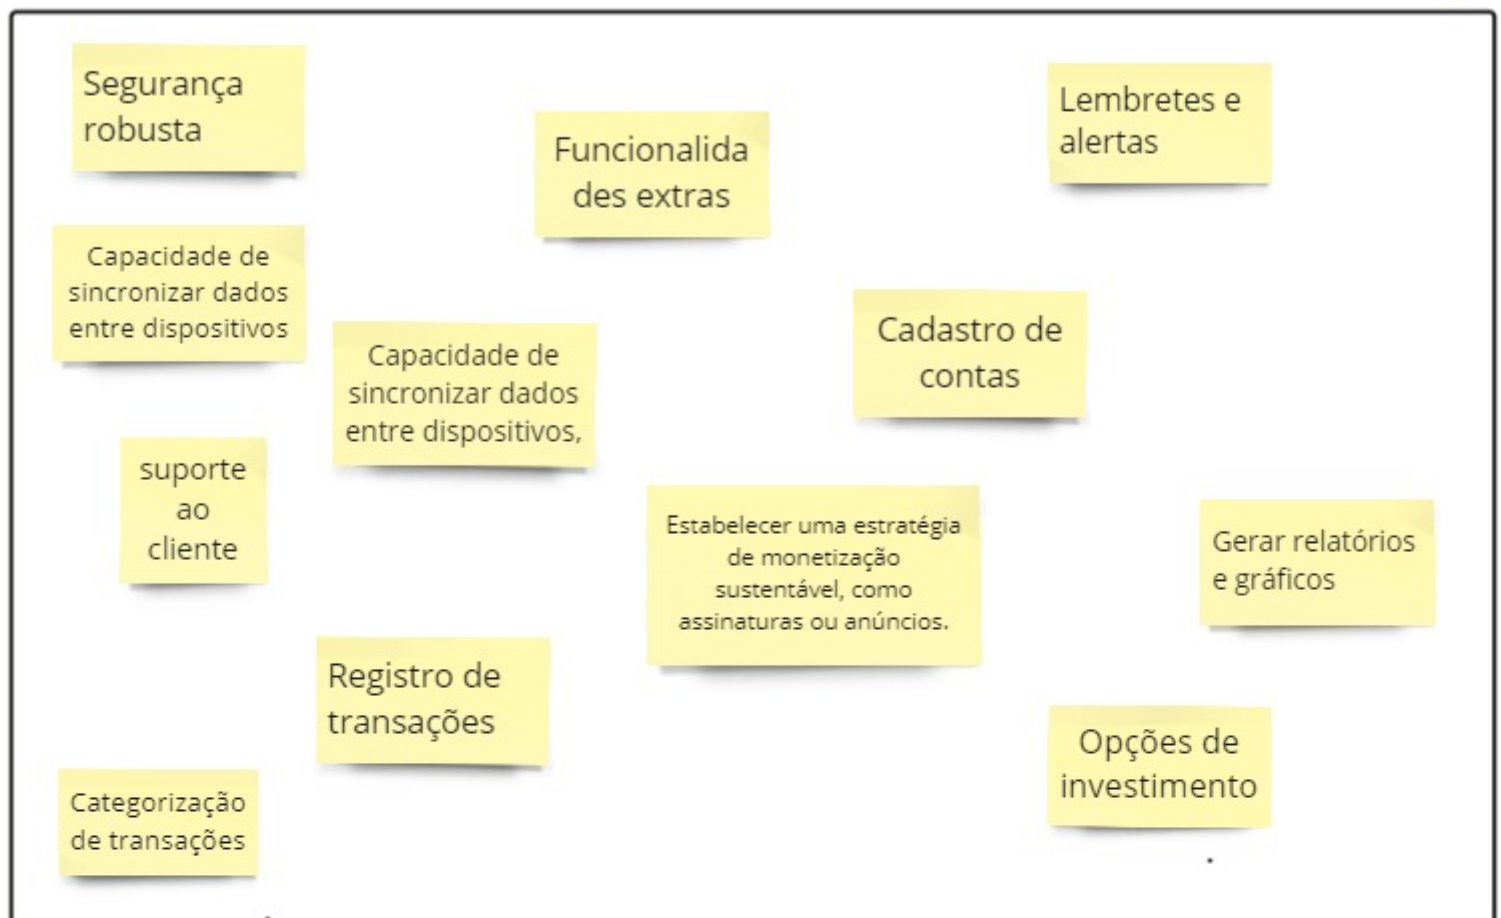 Segurança
robusta
Funcionalida
des extras
Lembretes e
alertas
Capacidade de
sincronizar dados
entre dispositivos
Capacidade de
sincronizar dados
entre dispositivos,
Cadastro de
contas
suporte
ao
cliente
Estabelecer uma estratégia
de monetização
sustentável, como
assinaturas ou anúncios.
Gerar relatórios
e gráficos
Registro de
transações
Opções de
investimento
Categorização
de transações